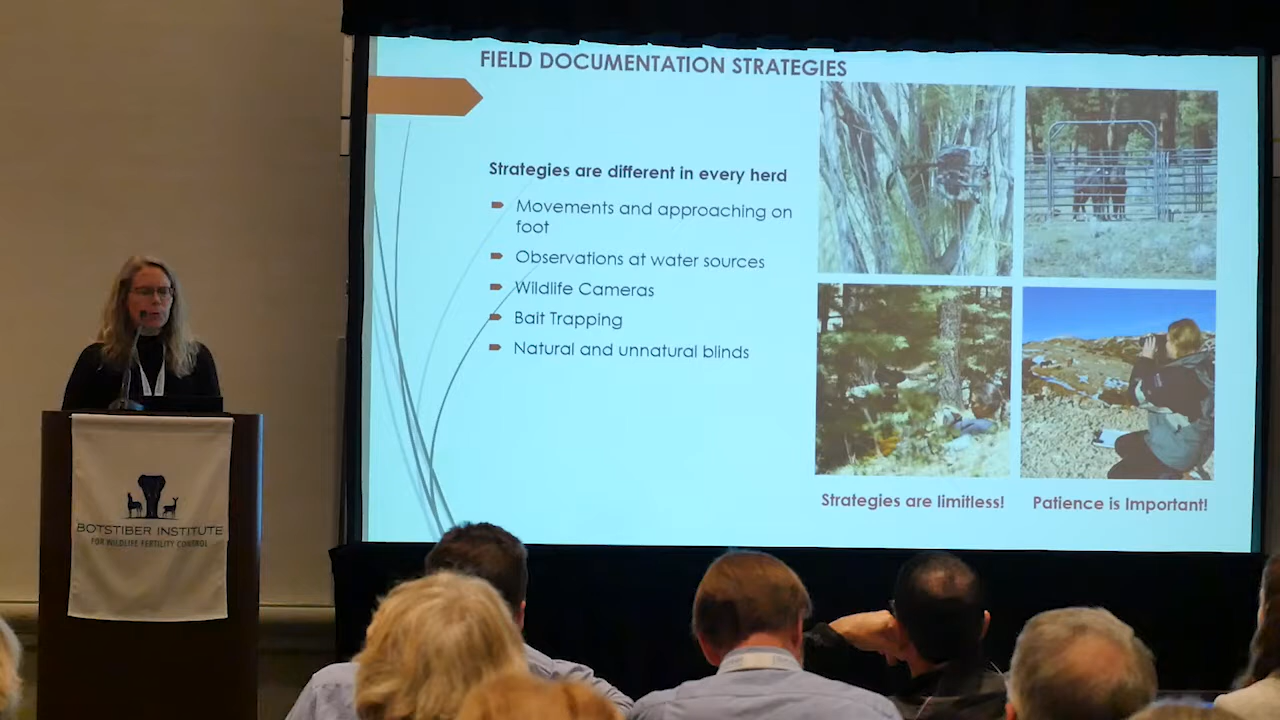 FIELD DOCUMENTATION STRATEGIES
Strategies are different in every herd
Movements and approaching on
foot
Observations at water sources
Wildlife Cameras
Bait Trapping
Natural and unnatural blinds
Strategies are limitless!
Patience is Important!
BOTSTIBER INSTITUTE
FOR WILDLIFE FERTILITY CONTROL